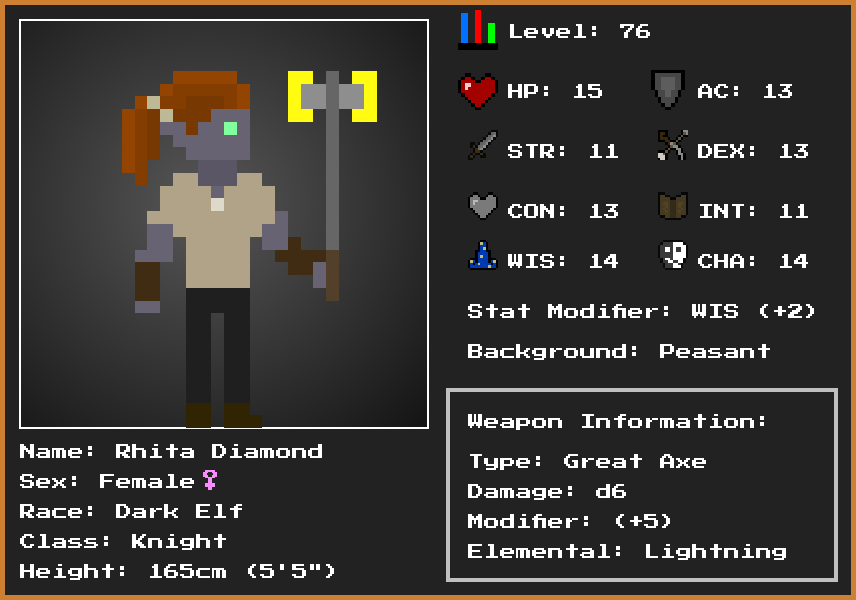 Level: 76
HP: 15 AC: 13
STR: 11 DEX: 13
CON: 13 INT: 11
WIS: 14 CHA: 14
Stat Modifier: WIS (+2)
Background: Peasant
Weapon Information:
Type: Great Axe
Damage: d6
Modifier: (+5)
Elemental: Lightning
Name: Rhita Diamond
Sex: Female♀
Race: Dark Elf
Class: Knight
Height: 165cm (5'5")